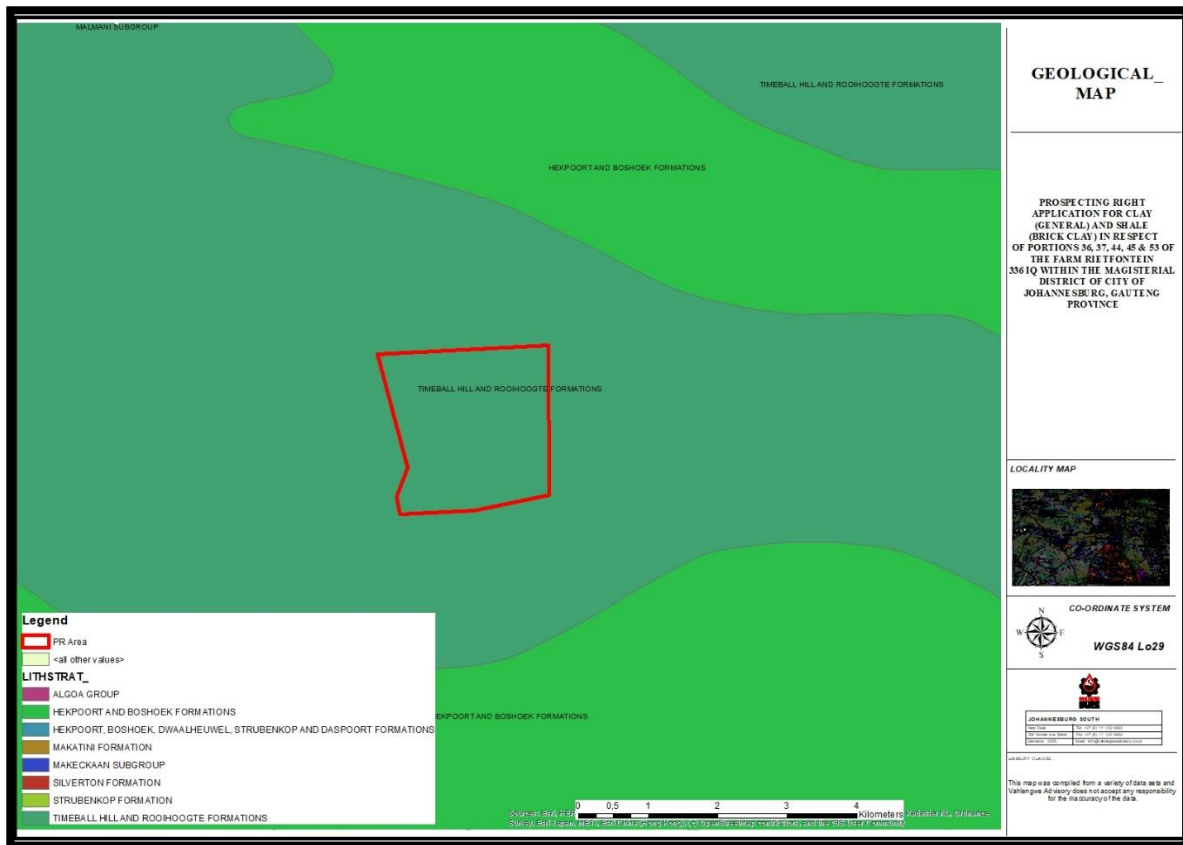 MALMANI SUBGROUP
TIMEBALL HILL AND ROOIHOOGTE FORMATIONS
HEKPOORT AND BOSHOEK FORMATIONS
TIMEBALL HILL AND ROOIHOOGTE FORMATIONS
EKPOORT AND BOSHOEK FORMATIONS
Legend
PR Area
<all other values>
LITHSTRAT_
ALGOA GROUP
HEKPOORT AND BOSHOEK FORMATIONS
HEKPOORT, BOSHOEK, DWAALHEUWEL, STRUBENKOP AND DASPOORT FORMATIONS
MAKATINI FORMATION
MAKECKAAN SUBGROUP
SILVERTON FORMATION
STRUBENKOP FORMATION
TIMEBALL HILL AND ROOIHOOGTE FORMATIONS
0 0,5 1 2 3 4
Kilometers
GEOLOGICAL_
MAP
PROSPECTING RIGHT
APPLICATION FOR CLAY
(GENERAL) AND SHALE
(BRICK CLAY) IN RESPECT
OF PORTIONS 36, 37, 44, 45 & 53 OF
THE FARM RIETFONTEIN
336 IQ WITHIN THE MAGISTERIAL
DISTRICT OF CITY OF
JOHANNESBURG, GAUTENG
PROVINCE
LOCALITY MAP
N
W E
S
CO-ORDINATE SYSTEM
WGS84 Lo29
JOHANNESBURG SOUTH
This map was compiled from a variety of data sets and
Vahlengwe Advisory does not accept any responsibility
for the inaccuracy of the data.